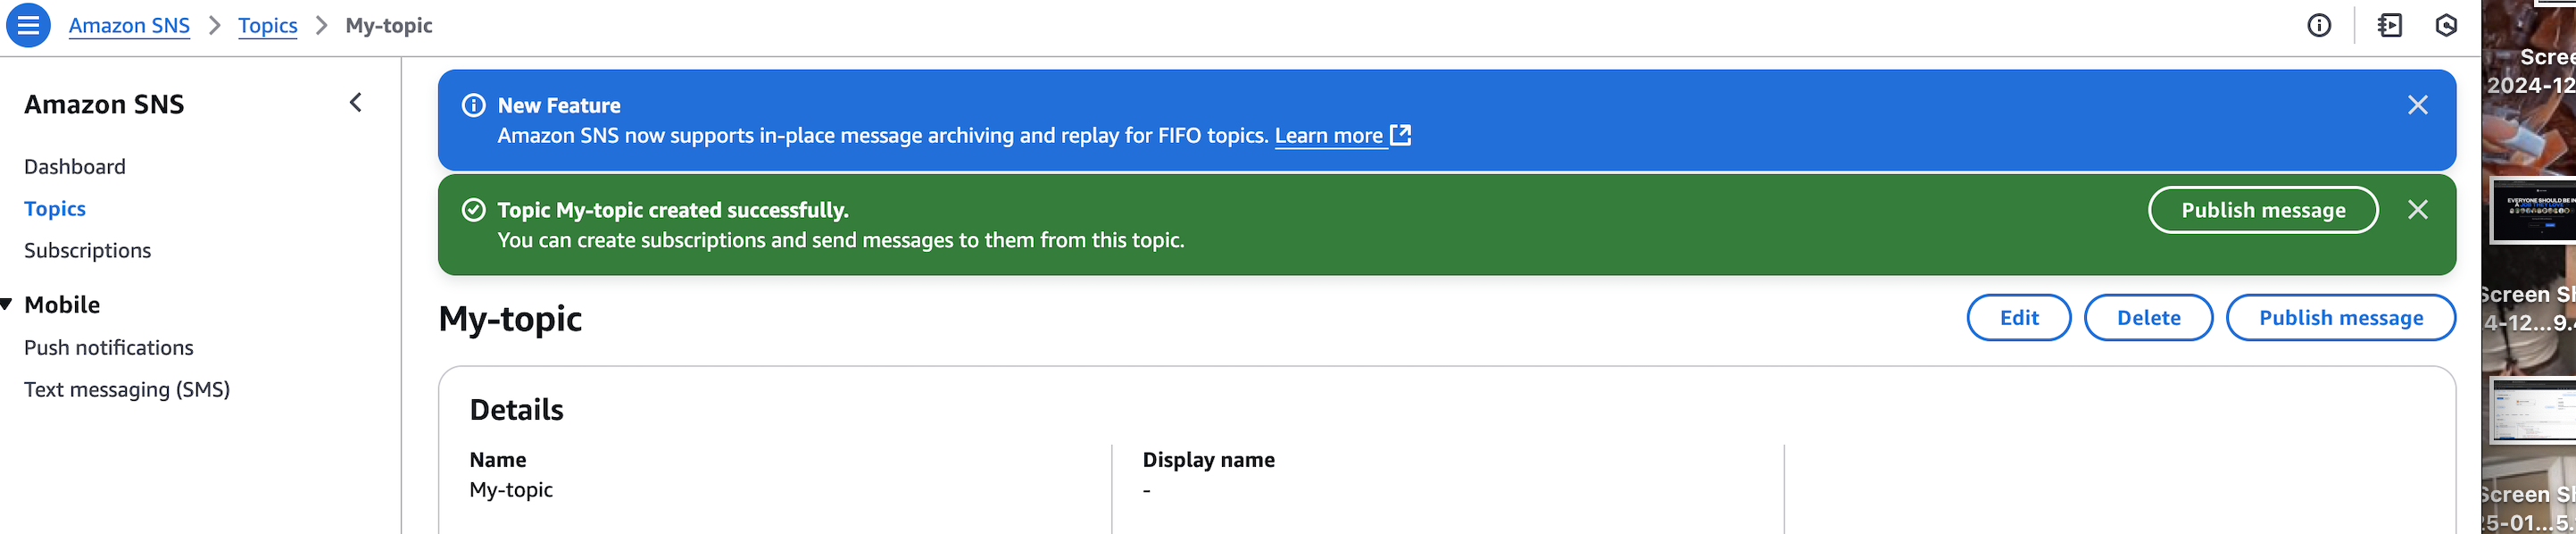 Amazon SNS > Topics > My-topic
Amazon SNS
Dashboard
Topics
Subscriptions
Mobile
Push notifications
Text messaging (SMS)
New Feature
Amazon SNS now supports in-place message archiving and replay for FIFO topics. Learn more
Topic My-topic created successfully.
You can create subscriptions and send messages to them from this topic.
Publish message
My-topic
Edit
Delete
Publish message
Details
Name
My-topic
Display name
-
2024-12
EVERYONE SHOULD BE IN
A JOB THEY LOVE
Screen
4-12...9.
Screen
25-01...5.